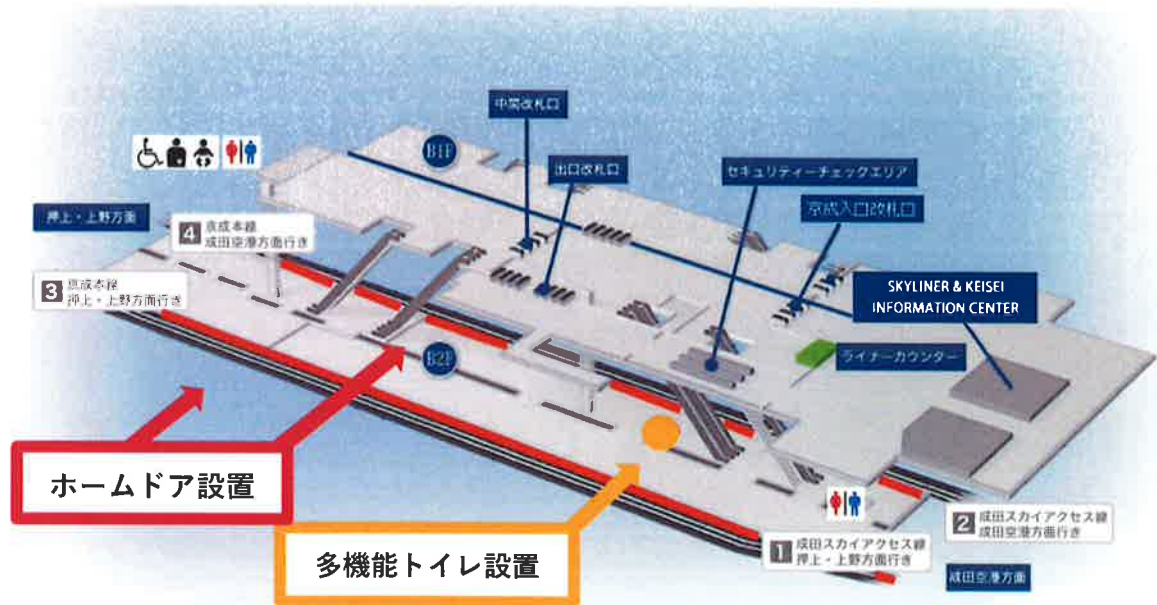 中間改札口
B1F
出口改札口
セキュリティーチェックエリア
京成入口改札口
押上・上野方面
4 京成本線
成田空港方面行き
3 京成本線
押上・上野方面行き
SKYLINER & KEISEI
INFORMATION CENTER
B2F
ライナーカウンター
ホームドア設置
多機能トイレ設置
2 成田スカイアクセス線
成田空港方面行き
1 成田スカイアクセス線
押上・上野方面行き
成田空港方面